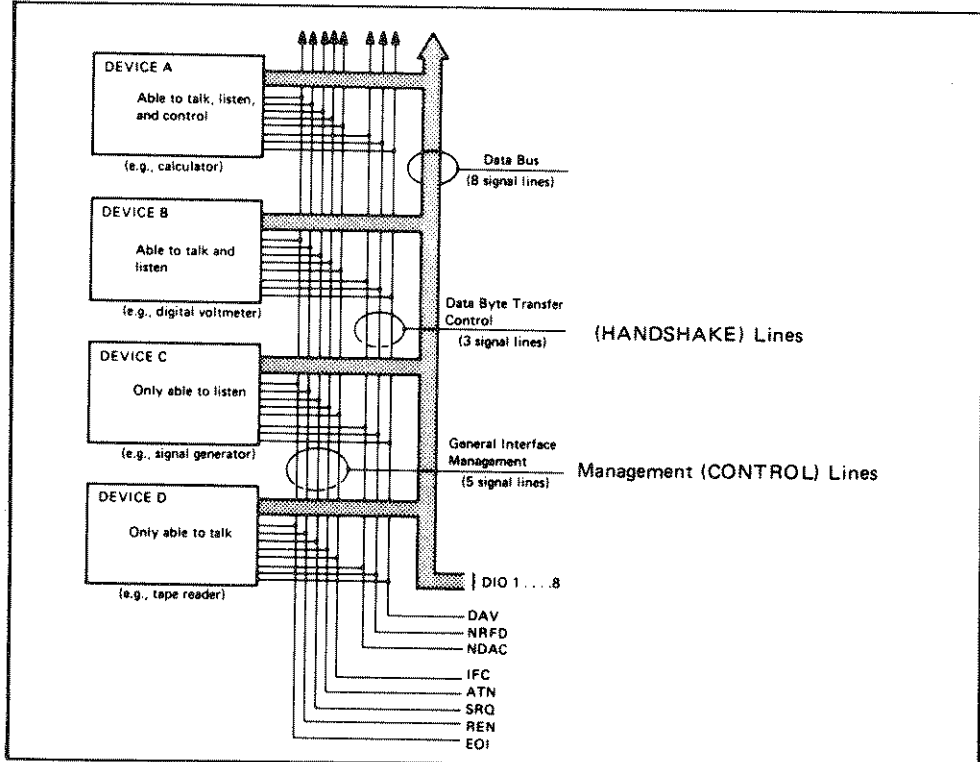 DEVICE A
Able to talk, listen,
and control
(e.g., calculator)
Data Bus
(8 signal lines)
DEVICE B
Able to talk and
listen
(e.g., digital voltmeter)
Data Byte Transfer
Control
(3 signal lines)
(HANDSHAKE) Lines
DEVICE C
Only able to listen
(e.g., signal generator)
General Interface
Management
(5 signal lines)
Management (CONTROL) Lines
DEVICE D
Only able to talk
(e.g., tape reader)
DIO 1 . . . . 8
DAV
NRFD
NDAC
IFC
ATN
SRQ
REN
EOI